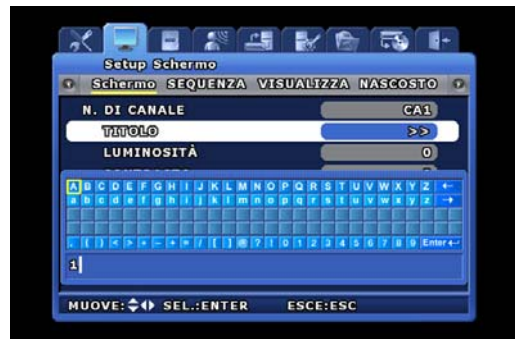 Setup Schermo
Schermo SEQUENZA VISUALIZZA NASCOSTO
N. DI CANALE CA1
TITOLO >>
LUMINOSITÀ 0
A B C D E F G H I J K L M N O P Q R S T U V W X Y Z ←
a b c d e f g h i j k l m n o p q r s t u v w x y z →
. ( ) < > + - + = / [ ] @ ? ! 0 1 2 3 4 5 6 7 8 9 Enter↵
1
MUOVE: SEL.:ENTER ESCE:ESC